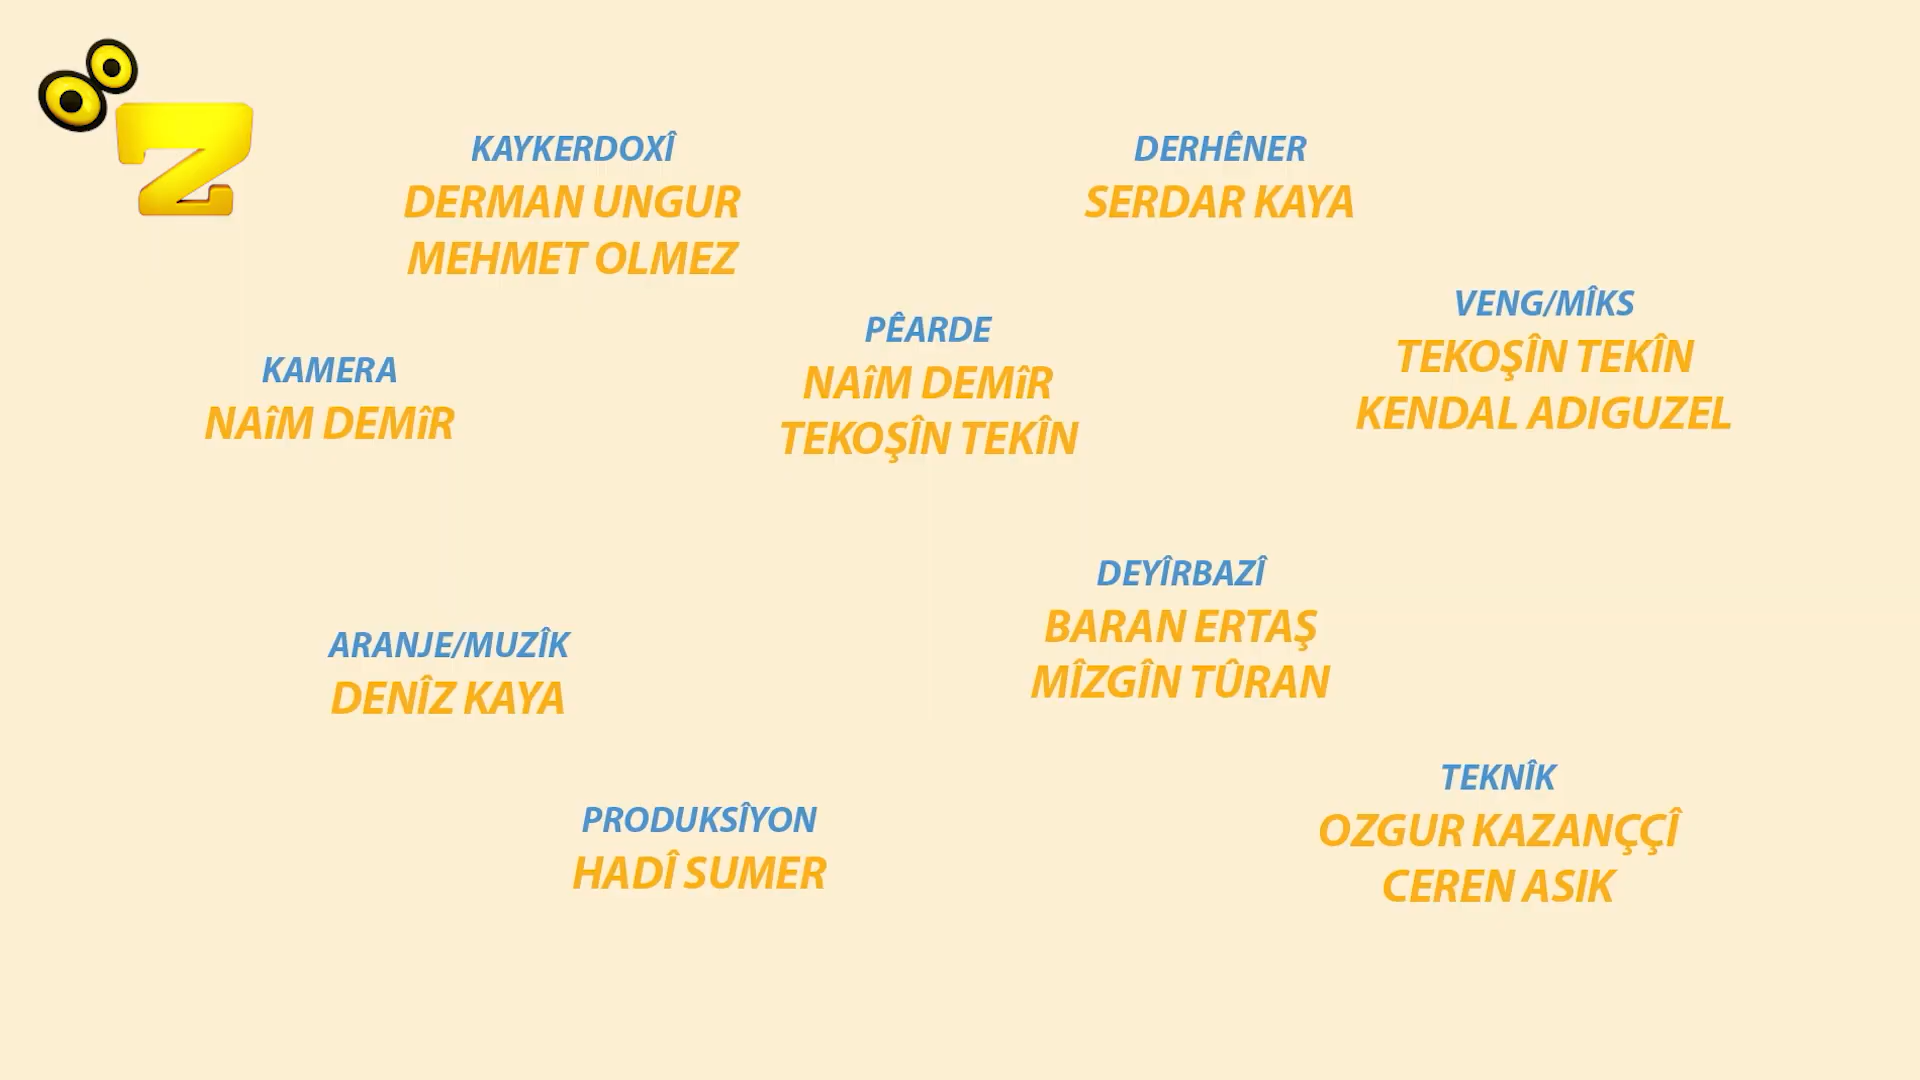 Z
KAYKERDOXÎ
DERMAN UNGUR
MEHMET OLMEZ
DERHÊNER
SERDAR KAYA
KAMERA
NAîM DEMîR
PÊARDE
NAîM DEMîR
TEKOŞÎN TEKÎN
VENG/MÎKS
TEKOŞÎN TEKÎN
KENDAL ADIGUZEL
ARANJE/MUZÎK
DENÎZ KAYA
DEYÎRBAZÎ
BARAN ERTAŞ
MÎZGÎN TÛRAN
PRODUKSÎYON
HADÎ SUMER
TEKNÎK
OZGUR KAZANÇÇÎ
CEREN ASIK